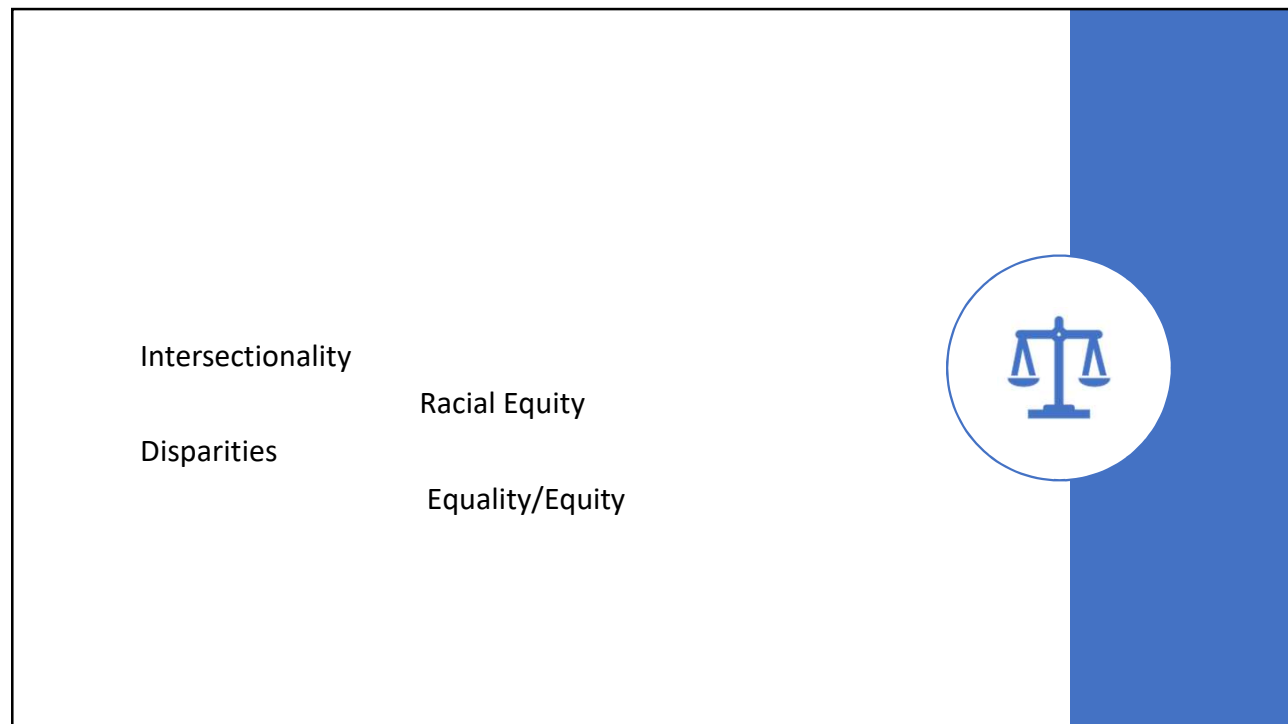 Intersectionality
Racial Equity
Disparities
Equality/Equity